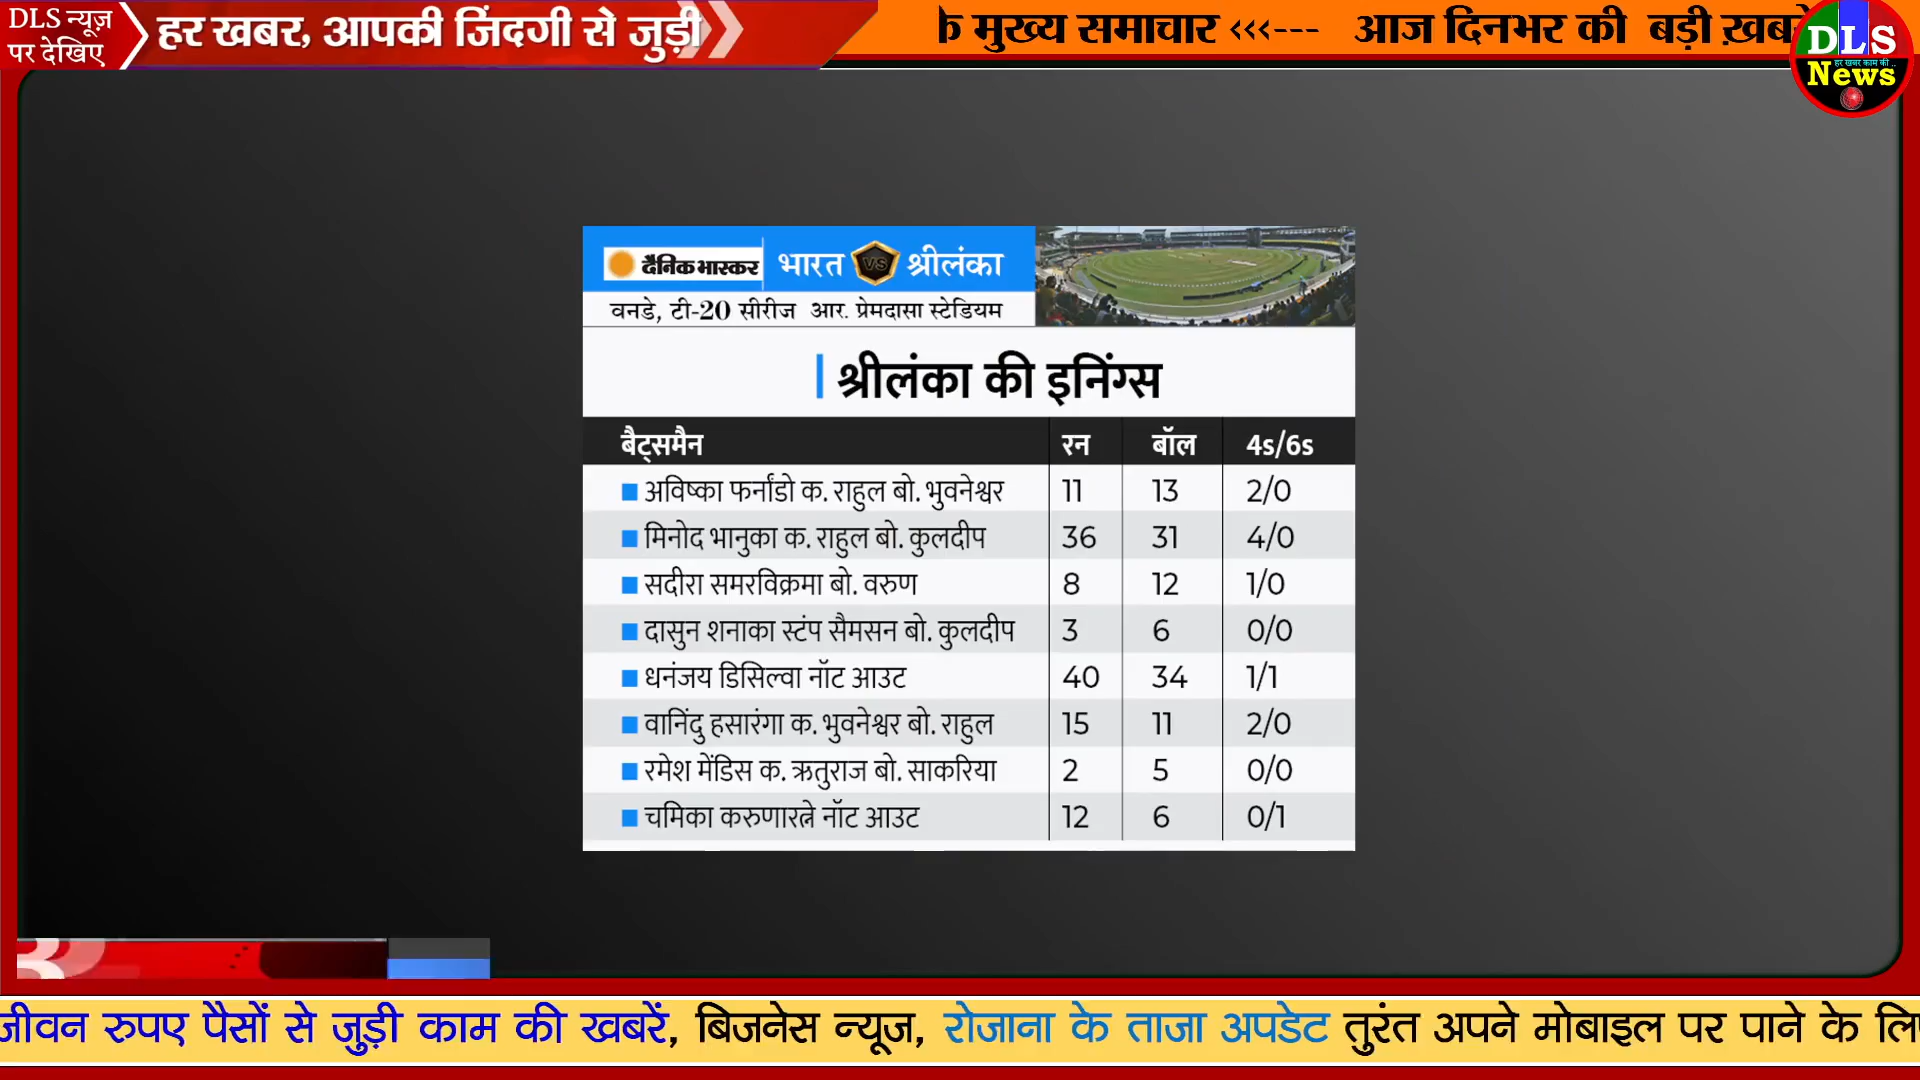 DLS न्यूज़
पर देखिए
हर खबर, आपकी जिंदगी से जुड़ी
के मुख्य समाचार <<<--- आज दिनभर की बड़ी ख़बरें
DLS
हर खबर काम की ..
News
दैनिक भास्कर
भारत VS श्रीलंका
वनडे, टी-20 सीरीज आर. प्रेमदासा स्टेडियम
श्रीलंका की इनिंग्स
बैट्समैन रन बॉल 4s/6s
अविष्का फर्नांडो क. राहुल बो. भुवनेश्वर 11 13 2/0
मिनोद भानुका क. राहुल बो. कुलदीप 36 31 4/0
सदीरा समरविक्रमा बो. वरुण 8 12 1/0
दासुन शनाका स्टंप सैमसन बो. कुलदीप 3 6 0/0
धनंजय डिसिल्वा नॉट आउट 40 34 1/1
वानिंदु हसारंगा क. भुवनेश्वर बो. राहुल 15 11 2/0
रमेश मेंडिस क. ऋतुराज बो. साकरिया 2 5 0/0
चमिका करुणारत्ने नॉट आउट 12 6 0/1
जीवन रुपए पैसों से जुड़ी काम की खबरें, बिजनेस न्यूज, रोजाना के ताजा अपडेट तुरंत अपने मोबाइल पर पाने के लिए